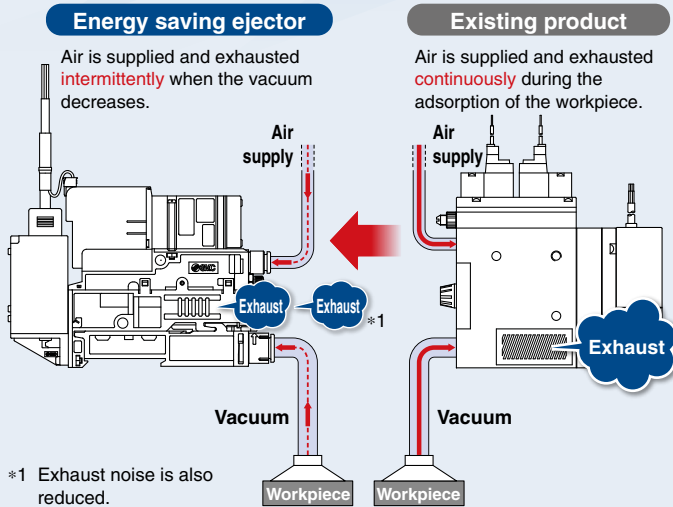 Energy saving ejector
Air is supplied and exhausted
intermittently when the vacuum
decreases.
Air
supply
SMC
Exhaust
Exhaust
*1
Vacuum
Workpiece
*1 Exhaust noise is also
reduced.
Existing product
Air is supplied and exhausted
continuously during the
adsorption of the workpiece.
Air
supply
Exhaust
Vacuum
Workpiece